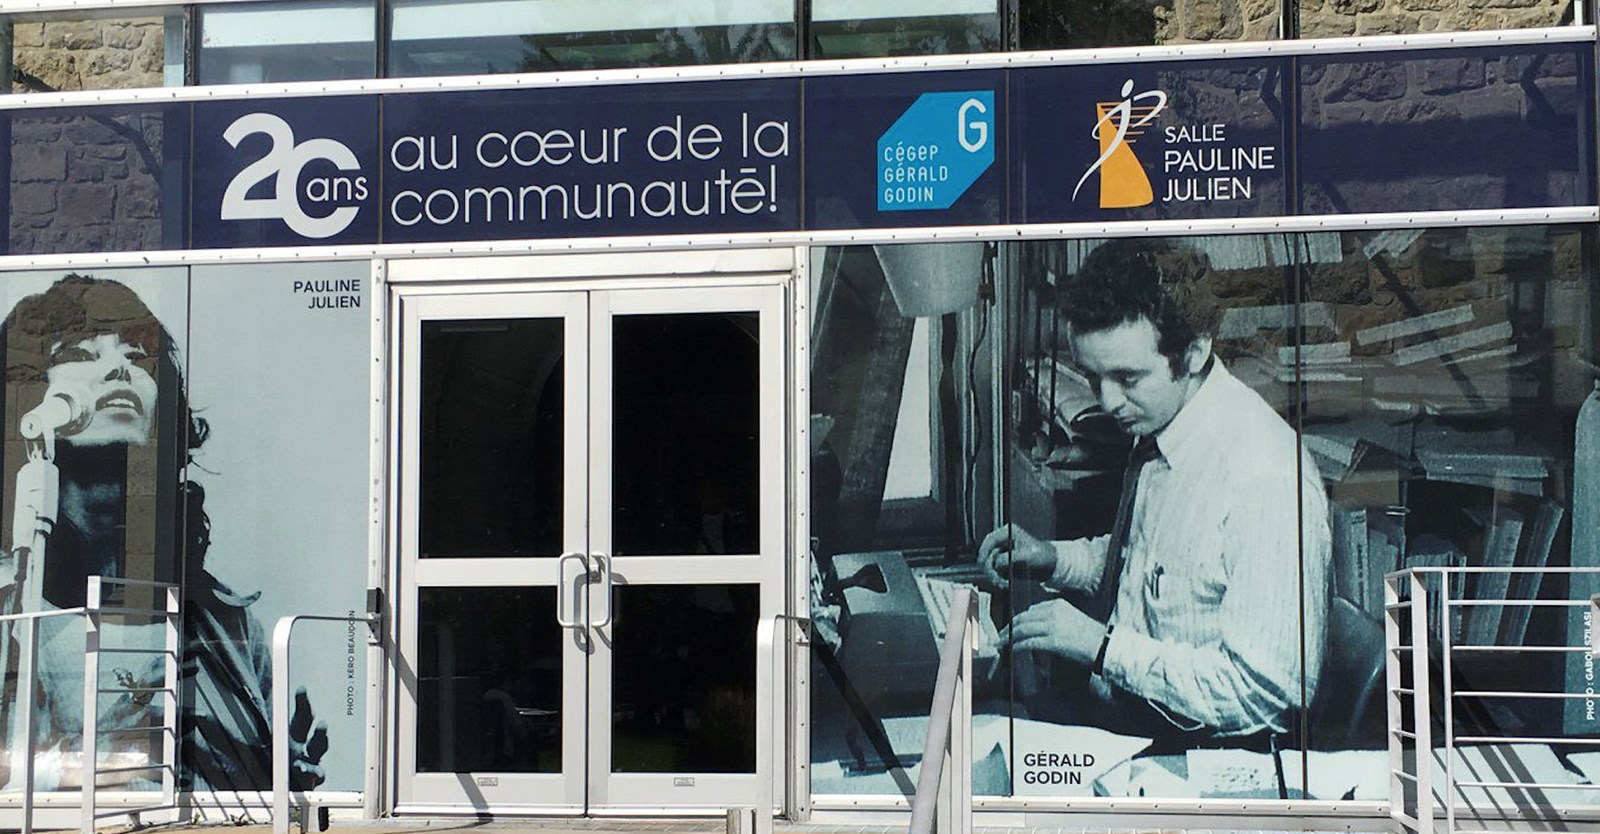 20 ans
au cœur de la
communauté!
CÉGEP
GÉRALD
GODIN
G
SALLE
PAULINE
JULIEN
PAULINE
JULIEN
PHOTO : KÈRO BEAUDOIN
GÉRALD
GODIN
PHOTO : GABOR SZILASI